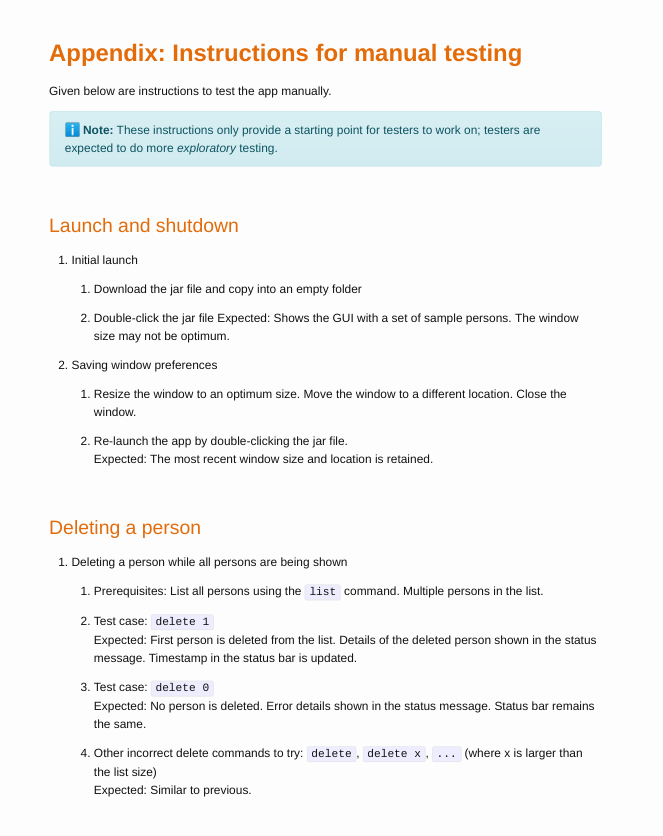 Appendix: Instructions for manual testing
Given below are instructions to test the app manually.
ℹ️ Note: These instructions only provide a starting point for testers to work on; testers are
expected to do more exploratory testing.
Launch and shutdown
1. Initial launch
1. Download the jar file and copy into an empty folder
2. Double-click the jar file Expected: Shows the GUI with a set of sample persons. The window
size may not be optimum.
2. Saving window preferences
1. Resize the window to an optimum size. Move the window to a different location. Close the
window.
2. Re-launch the app by double-clicking the jar file.
Expected: The most recent window size and location is retained.
Deleting a person
1. Deleting a person while all persons are being shown
1. Prerequisites: List all persons using the list command. Multiple persons in the list.
2. Test case: delete 1
Expected: First person is deleted from the list. Details of the deleted person shown in the status
message. Timestamp in the status bar is updated.
3. Test case: delete 0
Expected: No person is deleted. Error details shown in the status message. Status bar remains
the same.
4. Other incorrect delete commands to try: delete, delete x, ... (where x is larger than
the list size)
Expected: Similar to previous.